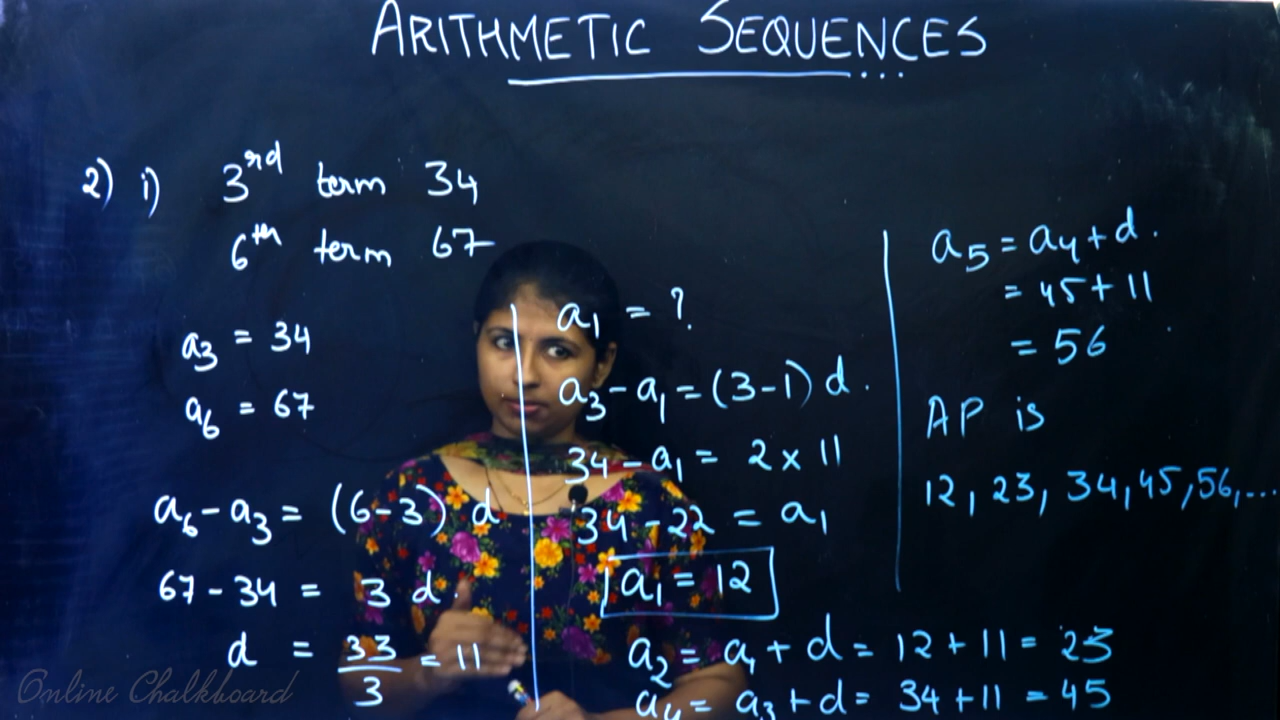 ARITHMETIC SEQUENCES...
2) i) 3rd term 34
6th term 67
a3 = 34
a6 = 67
a6 - a3 = (6-3) d
67 - 34 = 3 d.
d = 33/3 = 11
a1 = ?
a3 - a1 = (3-1) d.
34 - a1 = 2 x 11
34 - 22 = a1
a1 = 12
a2 = a1 + d = 12 + 11 = 23
a4 = a3 + d = 34 + 11 = 45
a5 = a4 + d.
= 45 + 11
= 56
AP is
12, 23, 34, 45, 56, ...
Online Chalkboard